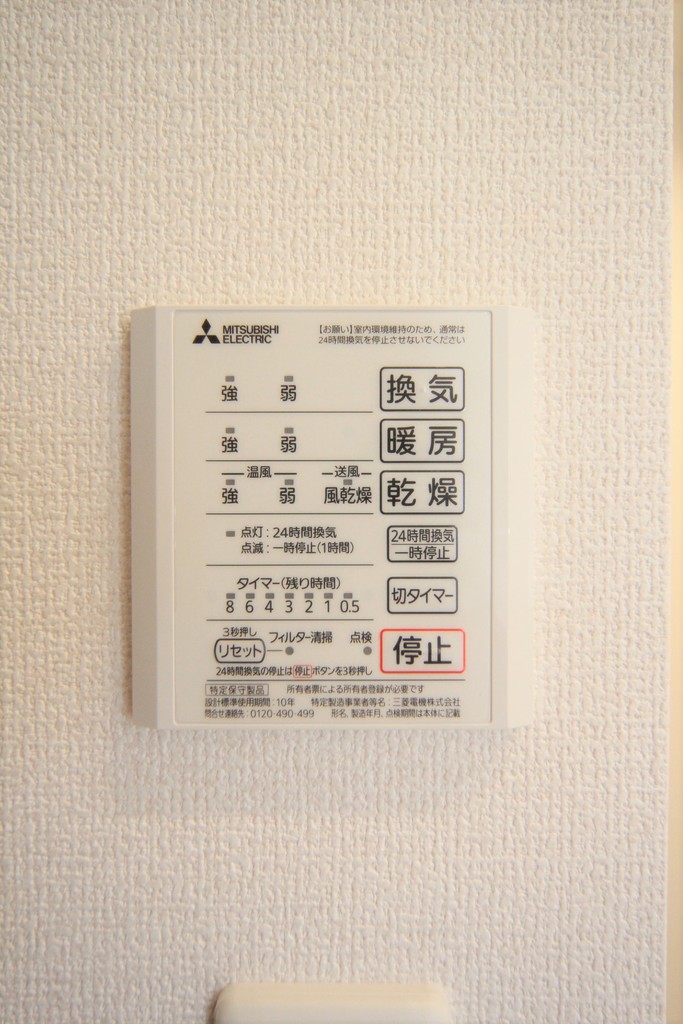 MITSUBISHI
ELECTRIC
【お願い】室内環境維持のため、通常は
24時間換気を停止させないでください
強 弱 換気
強 弱 暖房
温風 送風
強 弱 風乾燥 乾燥
点灯：24時間換気
点滅：一時停止(1時間)
24時間換気
一時停止
タイマー(残り時間)
8 6 4 3 2 1 0.5
切タイマー
3秒押し
リセット フィルター清掃 点検
停止
24時間換気の停止は停止ボタンを3秒押し
特定保守製品 所有者票による所有者登録が必要です
設計標準使用期間：10年 特定製造事業者等名：三菱電機株式会社
問合せ連絡先：0120-490-499 形名、製造年月、点検期間は本体に記載